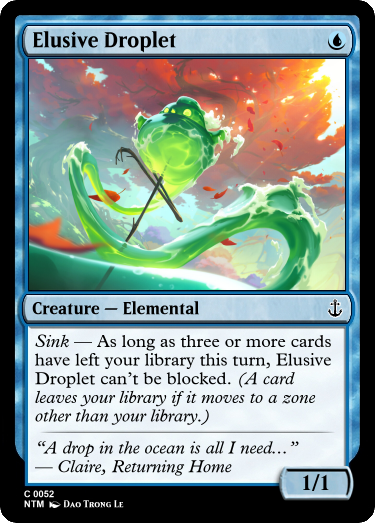 Elusive Droplet
Creature — Elemental
Sink — As long as three or more cards
have left your library this turn, Elusive
Droplet can't be blocked. (A card
leaves your library if it moves to a zone
other than your library.)
“A drop in the ocean is all I need…”
— Claire, Returning Home
1/1
C 0052
NTM Dao Trong Le